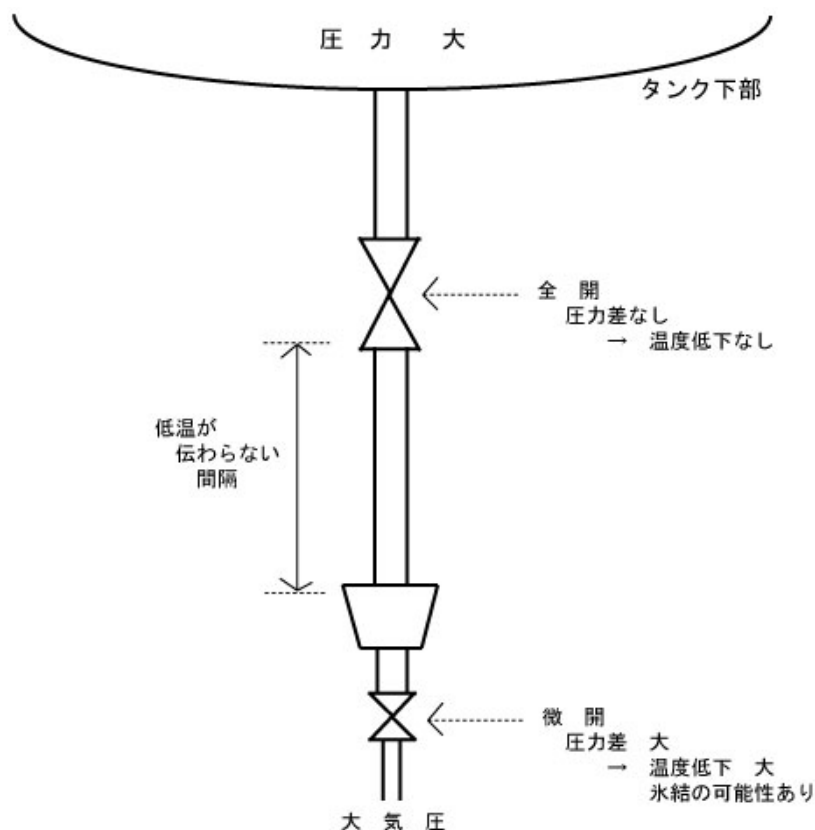 圧 力 大
タンク下部
全 開
圧力差なし
→ 温度低下なし
低温が
伝わらない
間隔
微 開
圧力差 大
→ 温度低下 大
氷結の可能性あり
大 気 圧